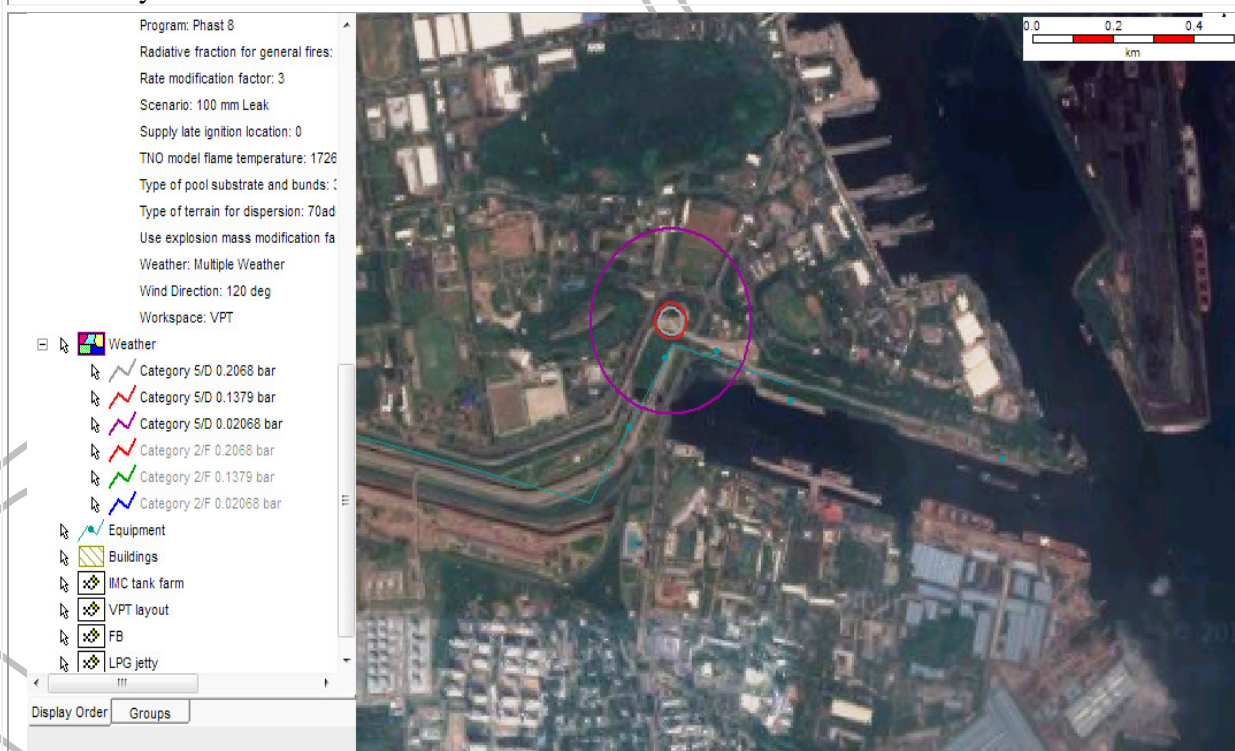 Program: Phast 8
Radiative fraction for general fires:
Rate modification factor: 3
Scenario: 100 mm Leak
Supply late ignition location: 0
TNO model flame temperature: 1726
Type of pool substrate and bunds: 3
Type of terrain for dispersion: 70ad
Use explosion mass modification fa
Weather: Multiple Weather
Wind Direction: 120 deg
Workspace: VPT
Weather
Category 5/D 0.2068 bar
Category 5/D 0.1379 bar
Category 5/D 0.02068 bar
Category 2/F 0.2068 bar
Category 2/F 0.1379 bar
Category 2/F 0.02068 bar
Equipment
Buildings
IMC tank farm
VPT layout
FB
LPG jetty
Display Order Groups
0.0 0.2 0.4
km